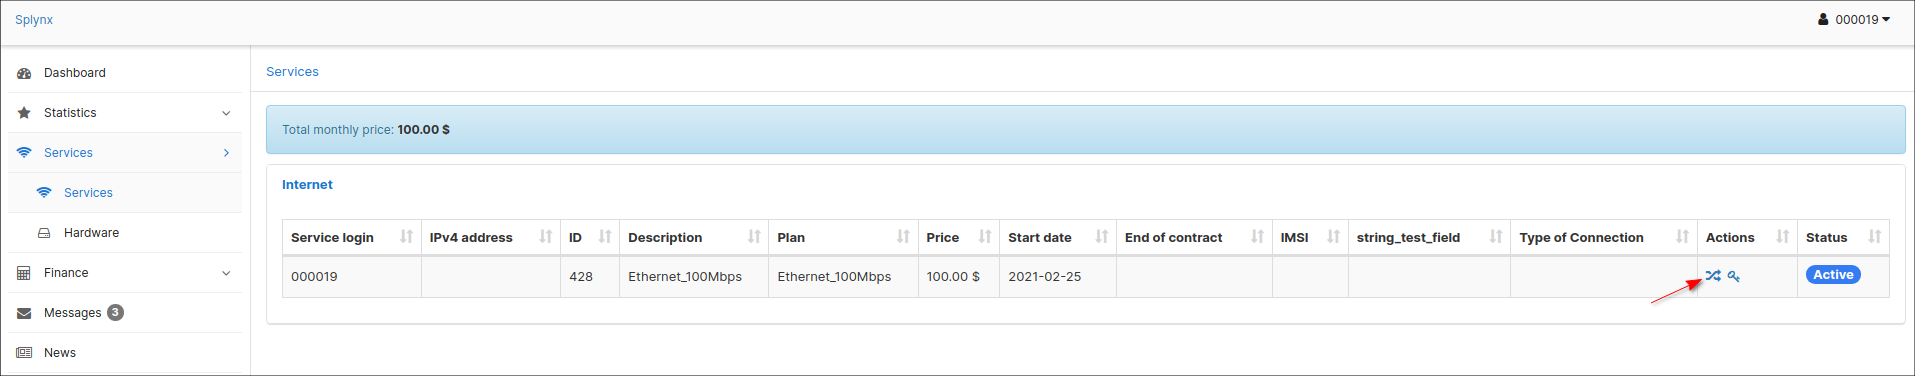 Splynx
000019
Dashboard
Statistics
Services
Services
Hardware
Finance
Messages 3
News
Services
Total monthly price: 100.00 $
Internet
Service login IPv4 address ID Description Plan Price Start date End of contract IMSI string_test_field Type of Connection Actions Status
000019 428 Ethernet_100Mbps Ethernet_100Mbps 100.00 $ 2021-02-25 Active